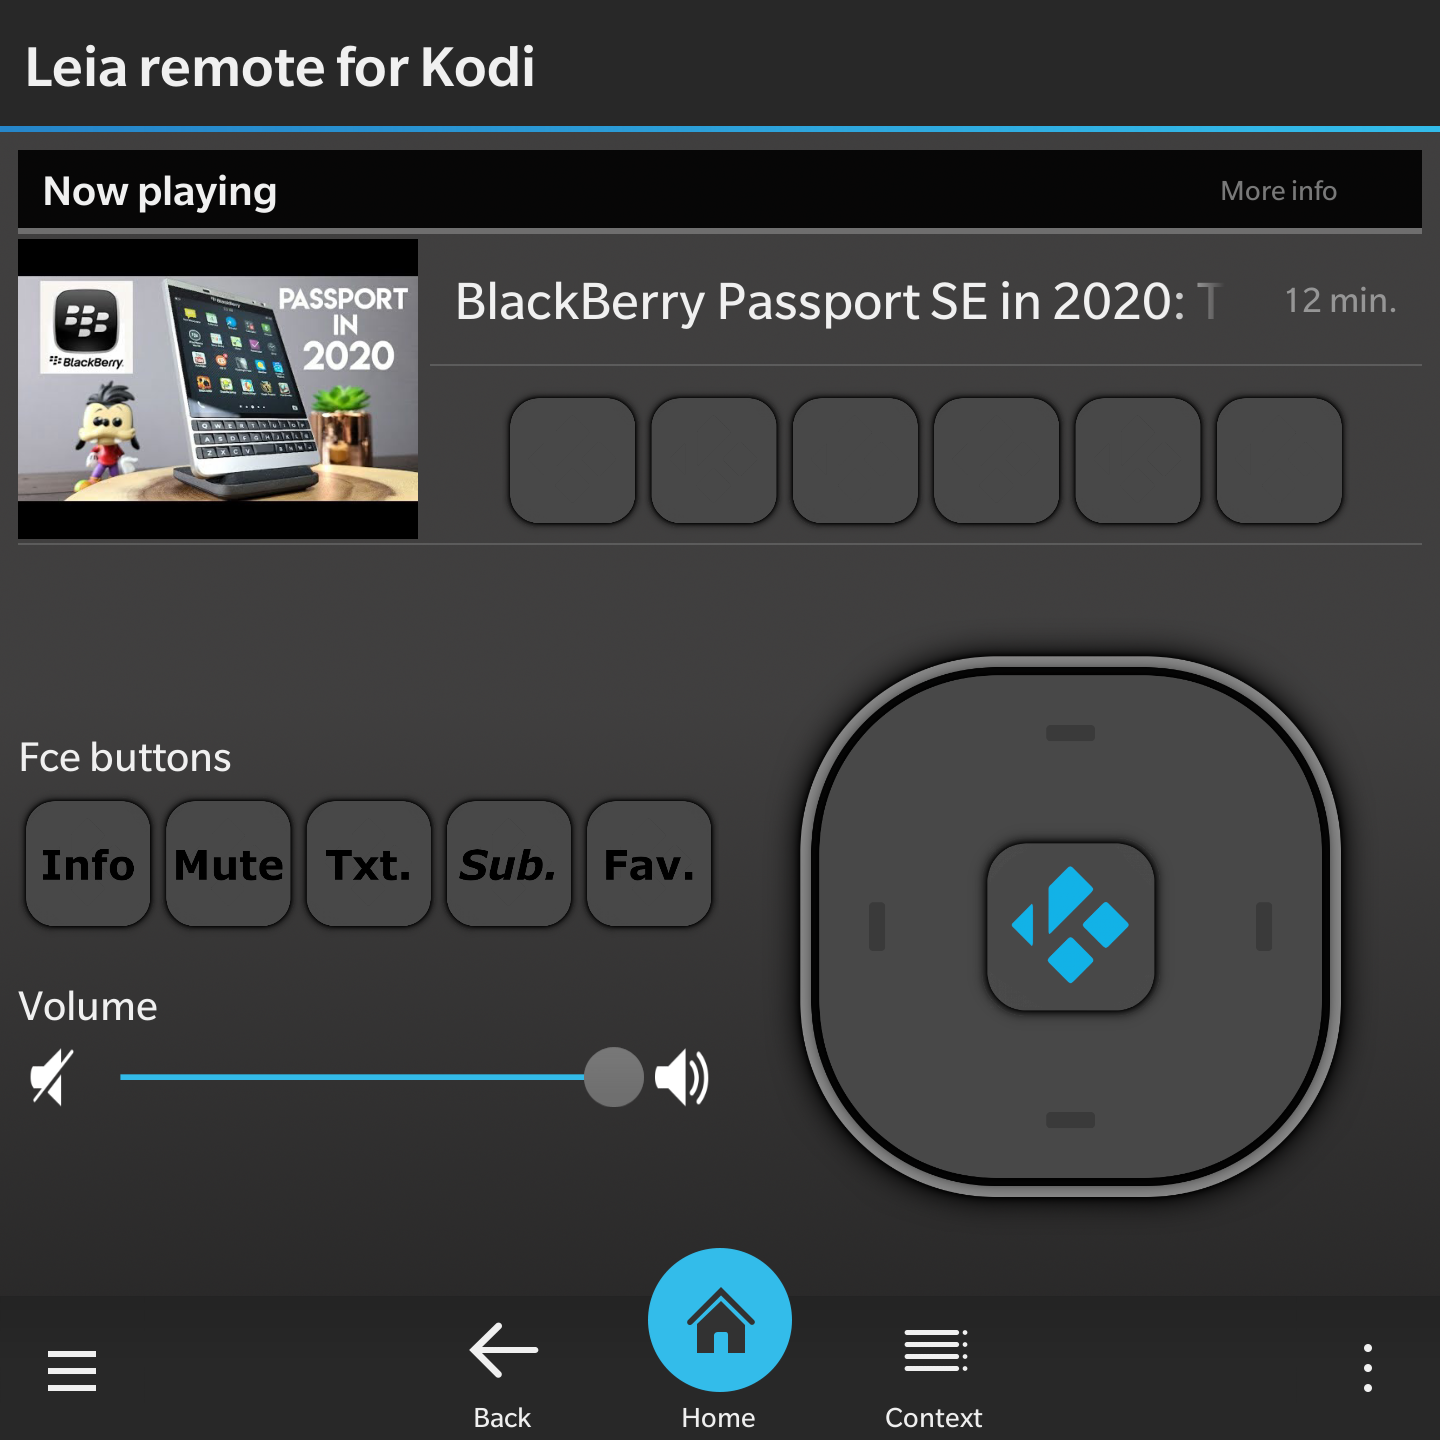 Leia remote for Kodi
Now playing
More info
PASSPORT
IN
2020
BlackBerry
BlackBerry Passport SE in 2020: T
12 min.
Fce buttons
Info
Mute
Txt.
Sub.
Fav.
Volume
Back
Home
Context